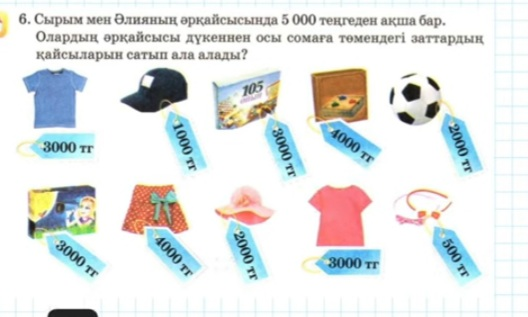 6. Сырым мен Әлияның әрқайсысында 5 000 теңгеден ақша бар.
Олардың әрқайсысы дүкеннен осы сомаға төмендегі заттардың
қайсыларын сатып ала алады?
105
3000 тг
1000 тг
3000 тг
4000 тг
2000 тг
3000 тг
4000 тг
2000 тг
3000 тг
500 тг